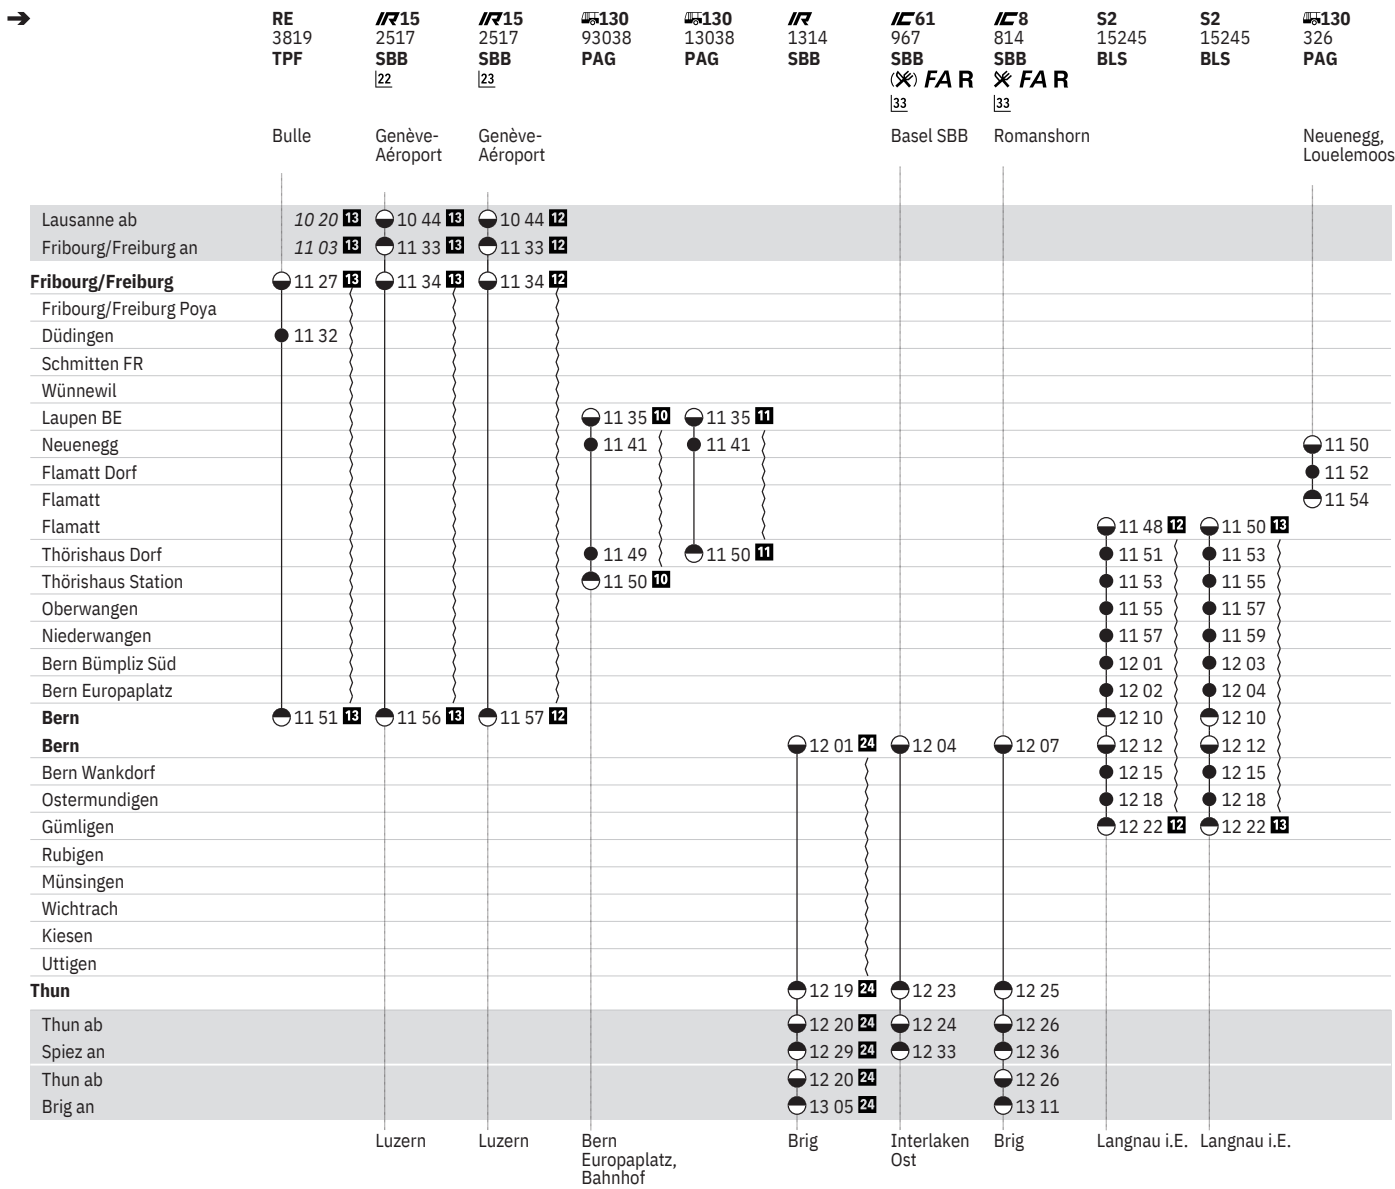 ➔ RE IR15 IR15 130 130 IR IC61 IC8 S2 S2 130
3819 2517 2517 93038 13038 1314 967 814 15245 15245 326
TPF SBB SBB PAG PAG SBB SBB SBB BLS BLS PAG
FA R FA R
22 23 33 33
Bulle Genève- Genève- Basel SBB Romanshorn Neuenegg,
Aéroport Aéroport Louelemoos
Lausanne ab 10 20 13 10 44 13 10 44 12
Fribourg/Freiburg an 11 03 13 11 33 13 11 33 12
Fribourg/Freiburg 11 27 13 11 34 13 11 34 12
Fribourg/Freiburg Poya
Düdingen 11 32
Schmitten FR
Wünnewil
Laupen BE 11 35 10 11 35 11
Neuenegg 11 41 11 41 11 50
Flamatt Dorf 11 52
Flamatt 11 54
Flamatt 11 48 12 11 50 13
Thörishaus Dorf 11 49 11 50 11 11 51 11 53
Thörishaus Station 11 50 10 11 53 11 55
Oberwangen 11 55 11 57
Niederwangen 11 57 11 59
Bern Bümpliz Süd 12 01 12 03
Bern Europaplatz 12 02 12 04
Bern 11 51 13 11 56 13 11 57 12 12 10 12 10
Bern 12 01 24 12 04 12 07 12 12 12 12
Bern Wankdorf 12 15 12 15
Ostermundigen 12 18 12 18
Gümligen 12 22 12 12 22 13
Rubigen
Münsingen
Wichtrach
Kiesen
Uttigen
Thun 12 19 24 12 23 12 25
Thun ab 12 20 24 12 24 12 26
Spiez an 12 29 24 12 33 12 36
Thun ab 12 20 24 12 26
Brig an 13 05 24 13 11
Luzern Luzern Bern Brig Interlaken Brig Langnau i.E. Langnau i.E.
Europaplatz, Ost
Bahnhof